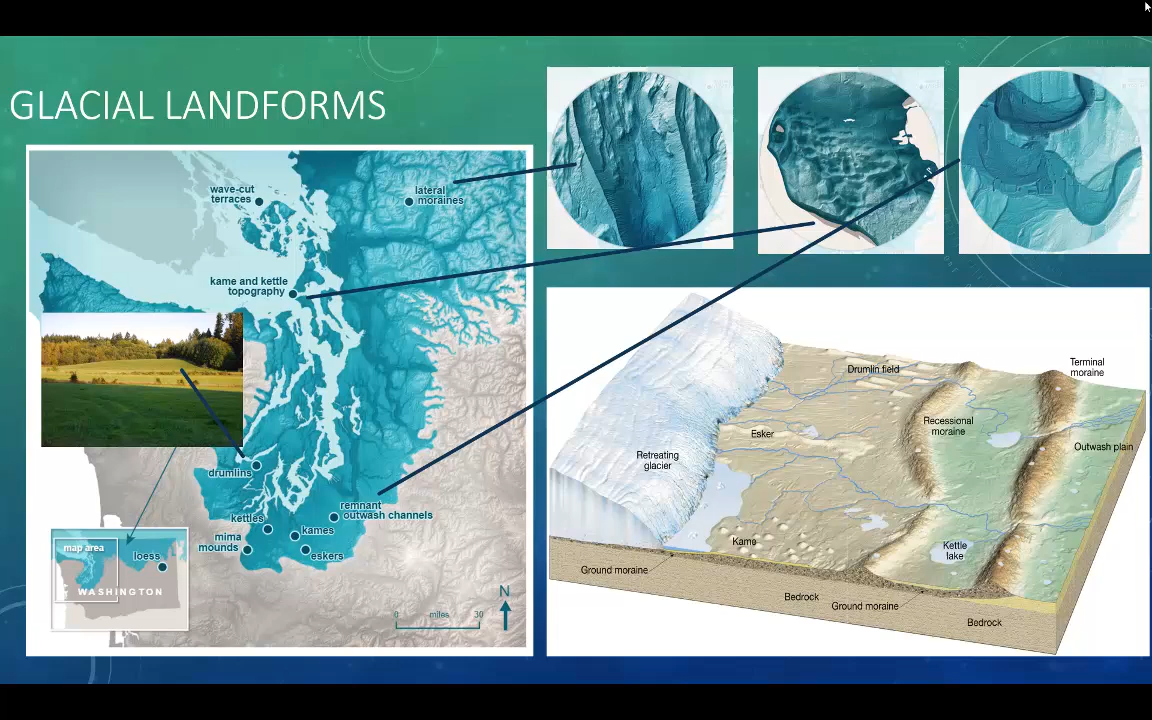 GLACIAL LANDFORMS
wave-cut
terraces
lateral
moraines
kame and kettle
topography
drumlins
kettles
remnant
outwash channels
kames
mima
mounds
eskers
map area
loess
WASHINGTON
0 miles 30
N
Drumlin field
Terminal
moraine
Recessional
moraine
Esker
Outwash plain
Retreating
glacier
Kame
Kettle
lake
Ground moraine
Bedrock
Ground moraine
Bedrock